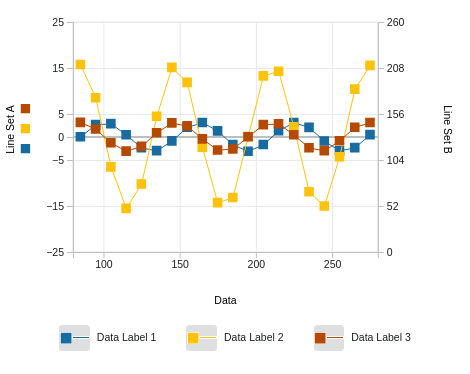 25
15
5
0
−5
−15
−25
260
208
156
104
52
0
100
150
200
250
Line Set A
Line Set B
Data
Data Label 1
Data Label 2
Data Label 3